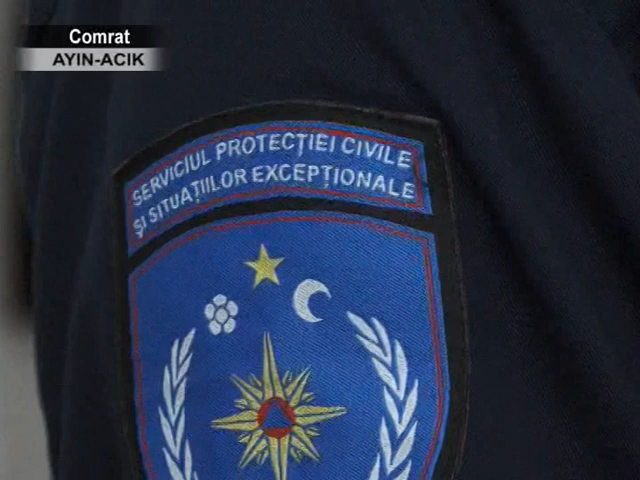 Comrat
AYIN-ACIK
SERVICIUL PROTECȚIEI CIVILE
ȘI SITUAȚIILOR EXCEPȚIONALE